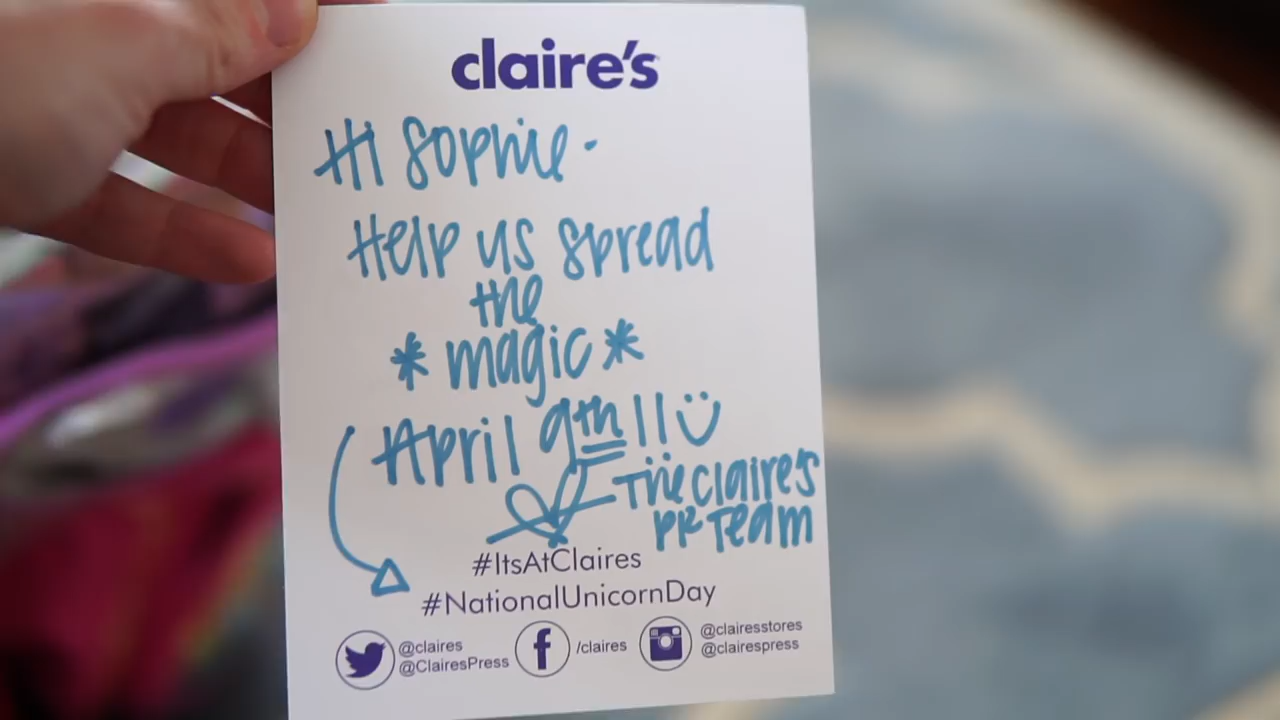 claire's
Hi Sophie -
Help us spread
the
* magic *
April 9th!! ü
The Claire's
PR Team
#ItsAtClaires
#NationalUnicornDay
@claires
@ClairesPress
/claires
@clairesstores
@clairespress